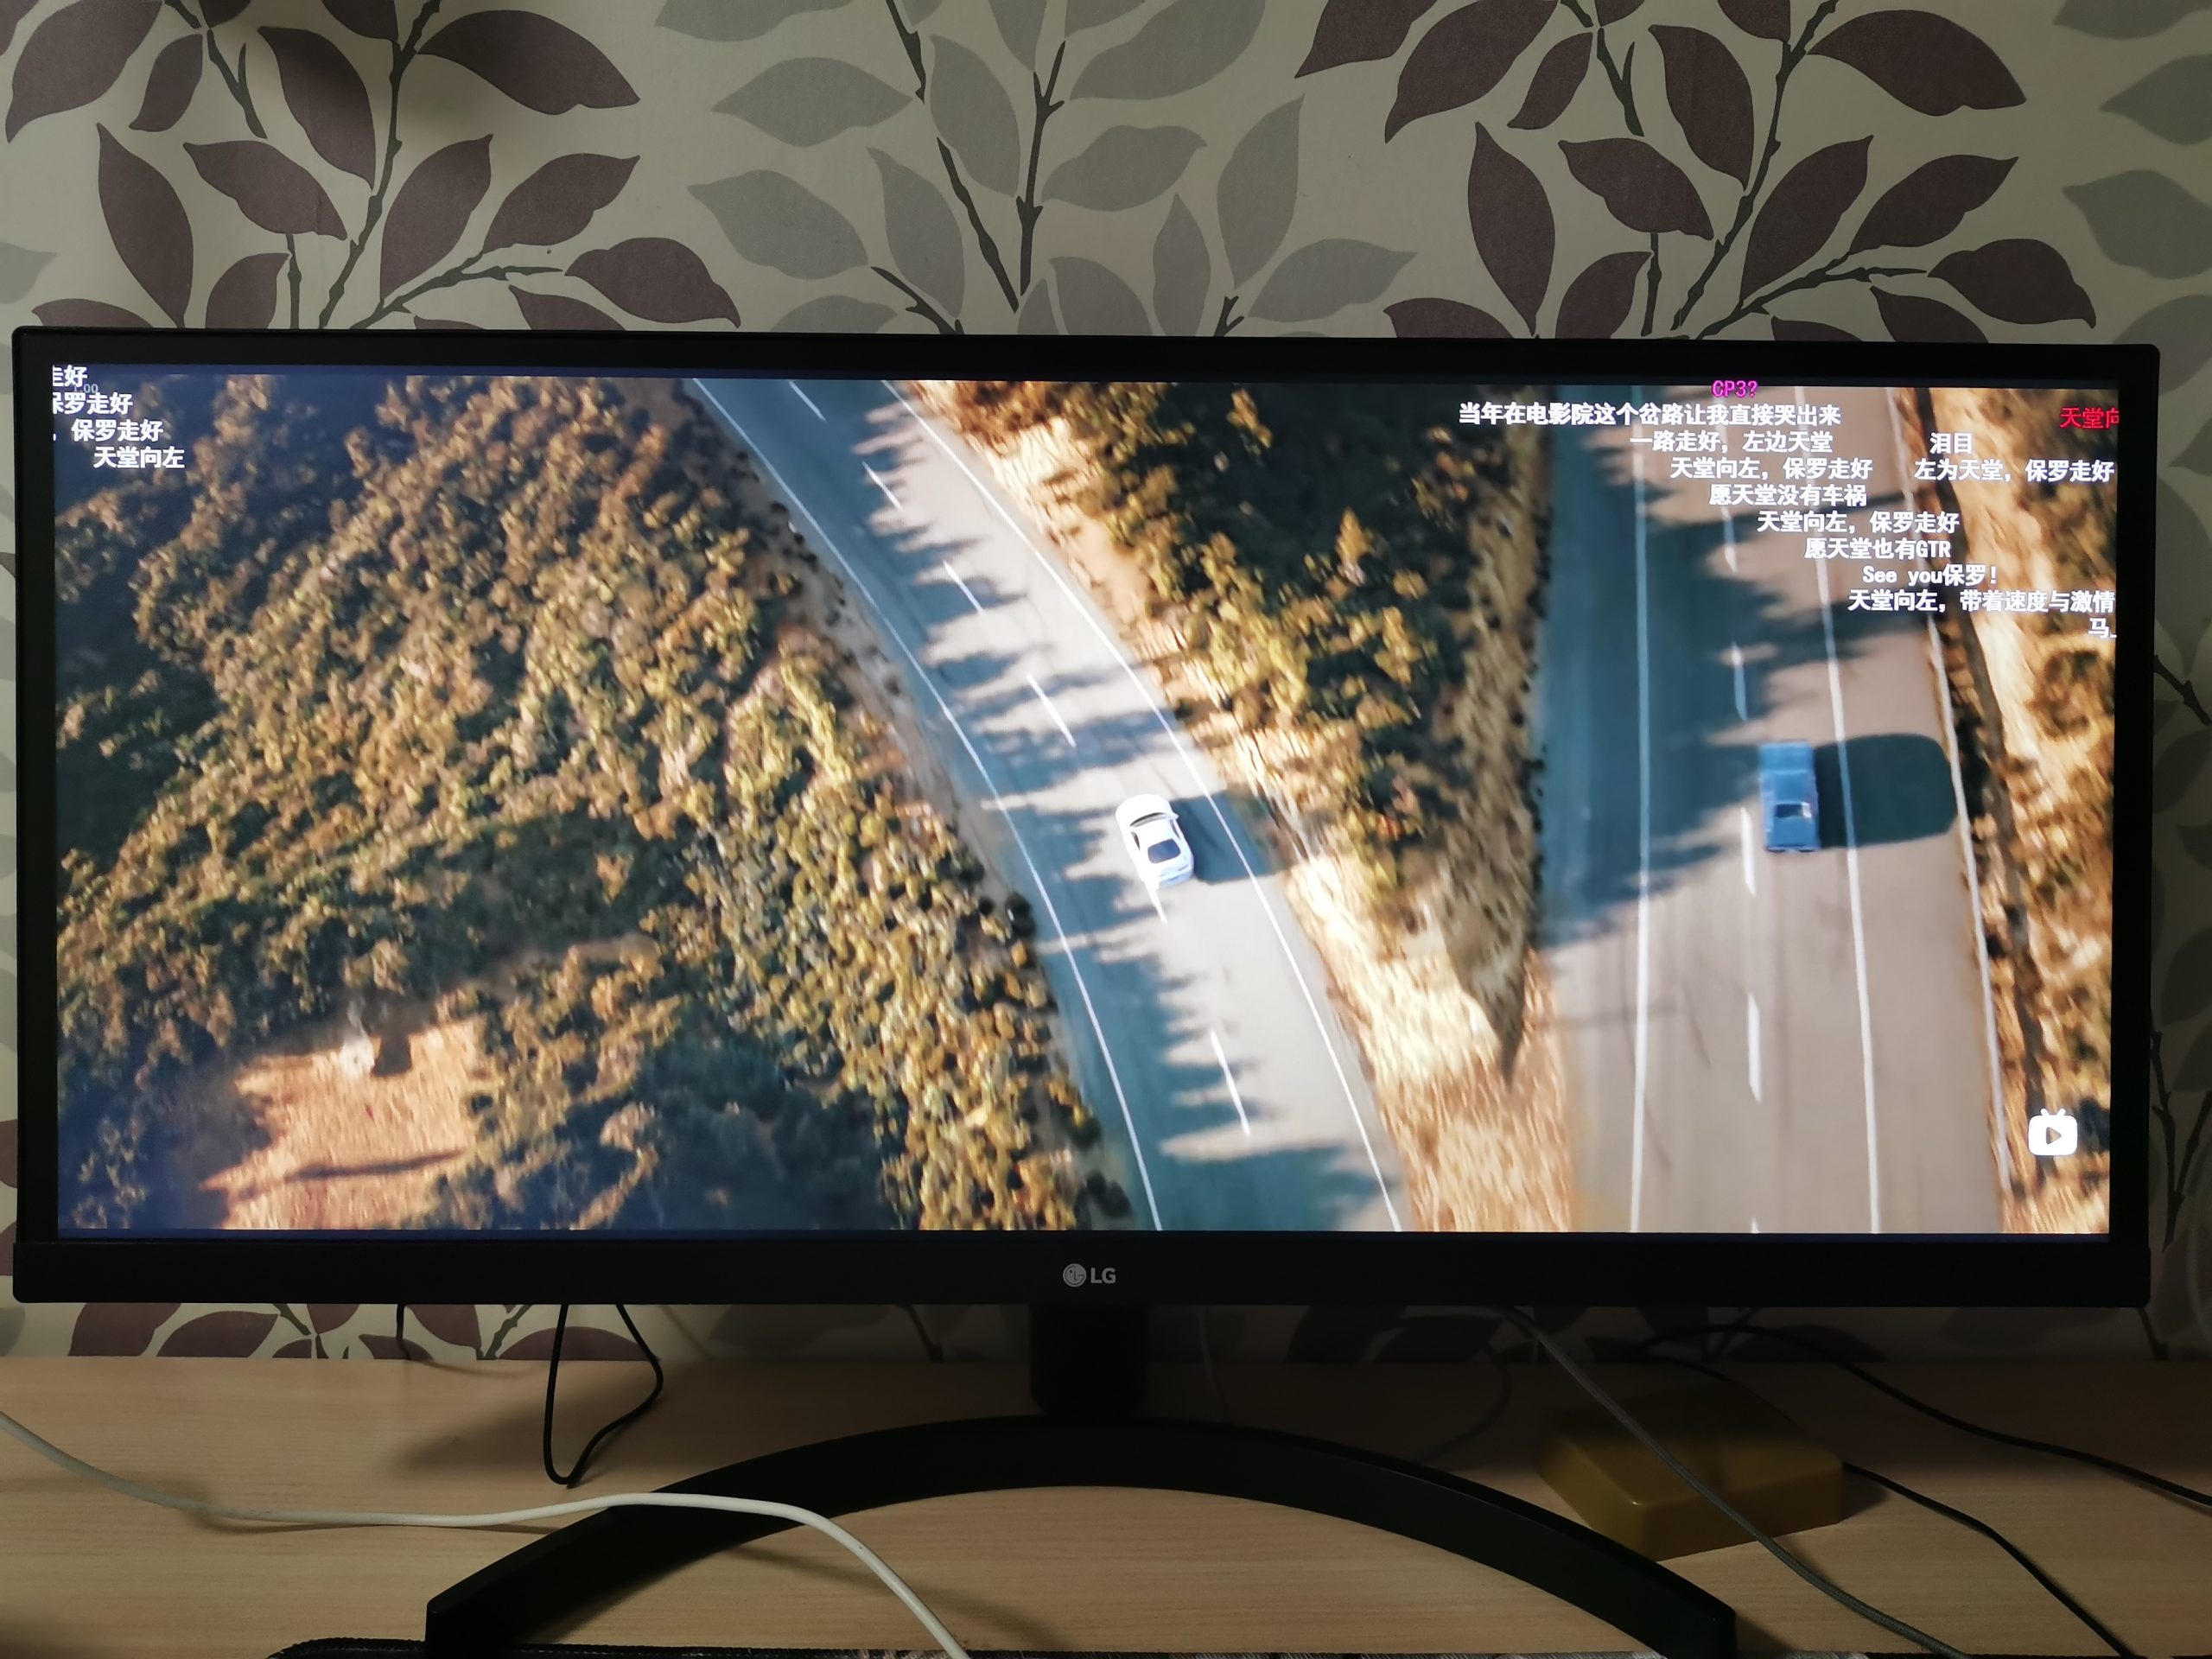 走好
保罗走好
，保罗走好
天堂向左
CP3?
当年在电影院这个岔路让我直接哭出来
天堂向
一路走好，左边天堂
泪目
天堂向左，保罗走好
左为天堂，保罗走好
愿天堂没有车祸
天堂向左，保罗走好
愿天堂也有GTR
See you保罗!
天堂向左，带着速度与激情
马
LG